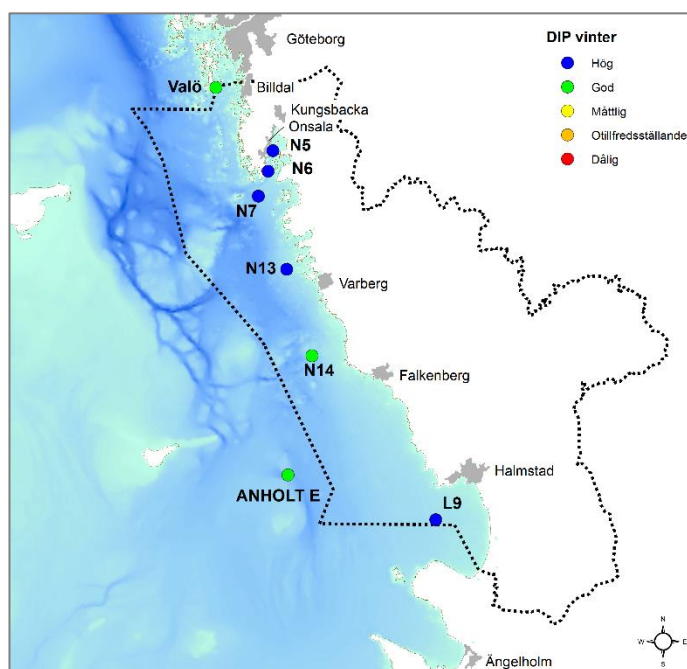 Göteborg
DIP vinter
Hög
God
Måttlig
Otillfredsställande
Dålig
Valö
Billdal
Kungsbacka
Onsala
N5
N6
N7
N13
Varberg
N14
Falkenberg
Halmstad
ANHOLT E
L9
N
W
E
S
Ängelholm